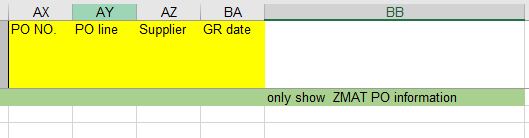 AX AY AZ BA BB
PO NO. PO line Supplier GR date
only show  ZMAT PO information